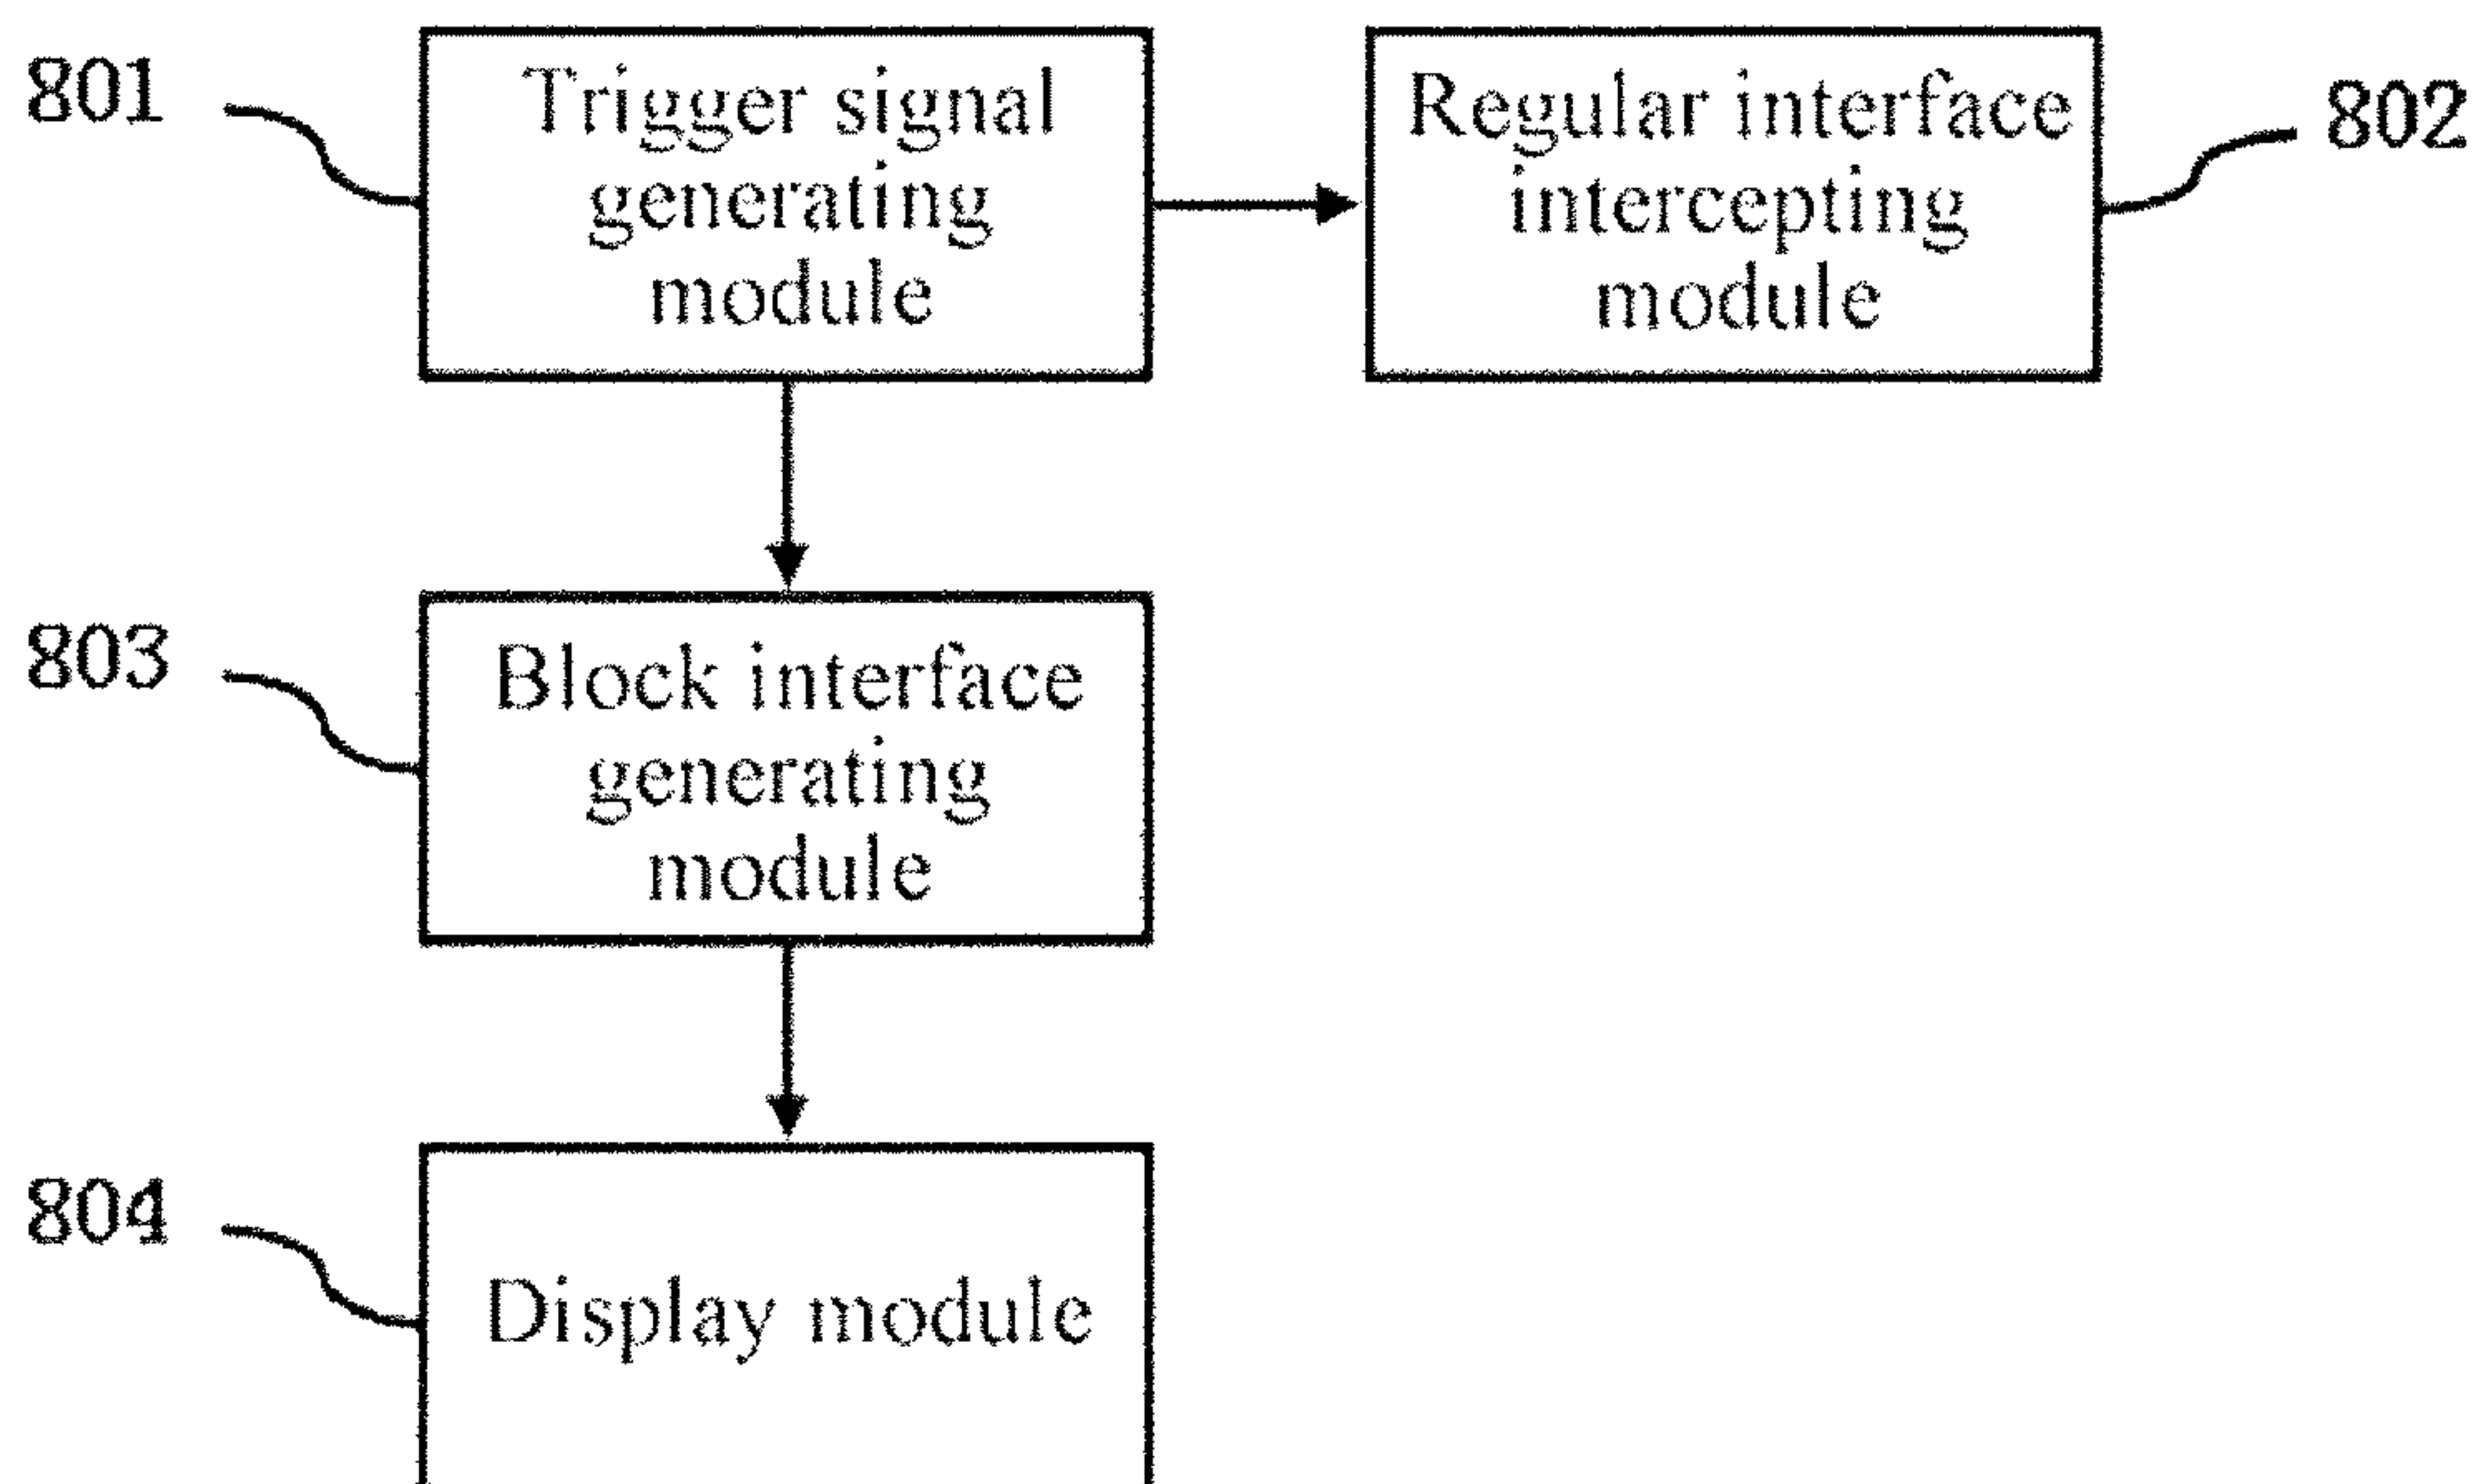 801
Trigger signal
generating
module
Regular interface
intercepting
module
802
803
Block interface
generating
module
804
Display module